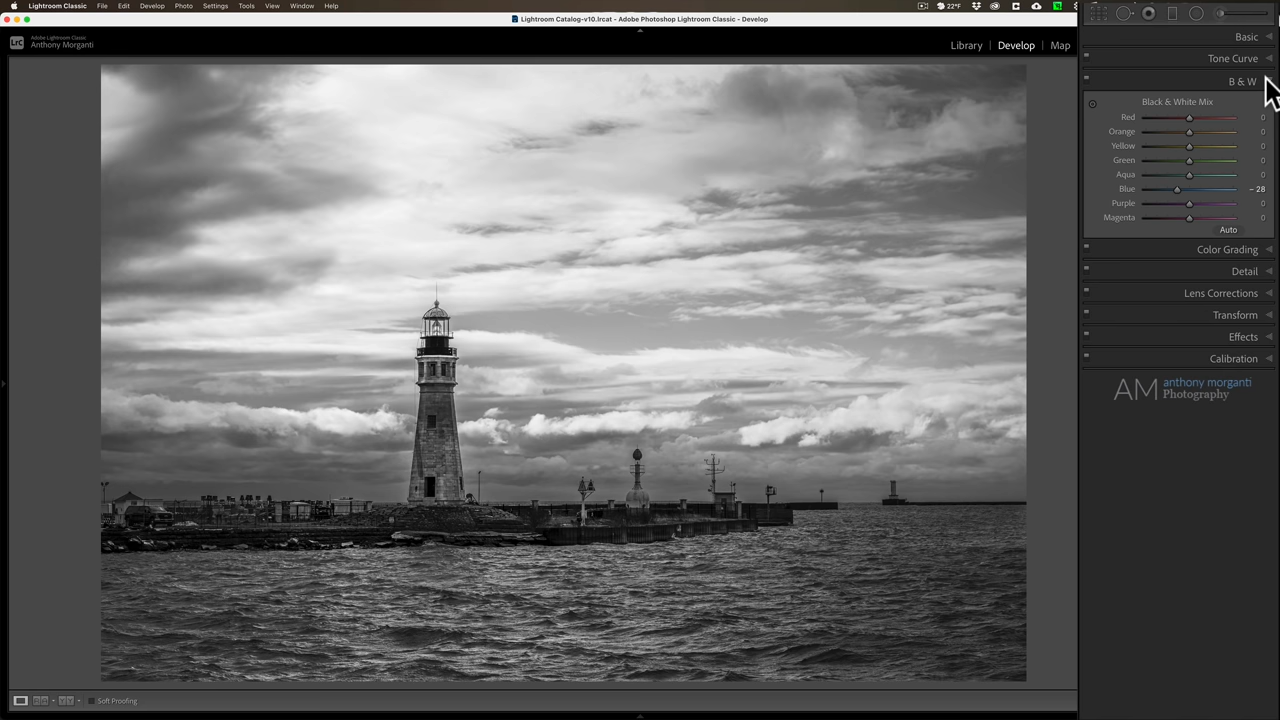 Lightroom Classic File Edit Develop Photo Settings Tools View Window Help 22°F
Lightroom Catalog-v10.lrcat - Adobe Photoshop Lightroom Classic - Develop
LrC
Adobe Lightroom Classic
Anthony Morganti
Library | Develop | Map
Basic
Tone Curve
B & W
Black & White Mix
Red 0
Orange 0
Yellow 0
Green 0
Aqua 0
Blue – 28
Purple 0
Magenta 0
Auto
Color Grading
Detail
Lens Corrections
Transform
Effects
Calibration
AM anthony morganti
Photography
Soft Proofing